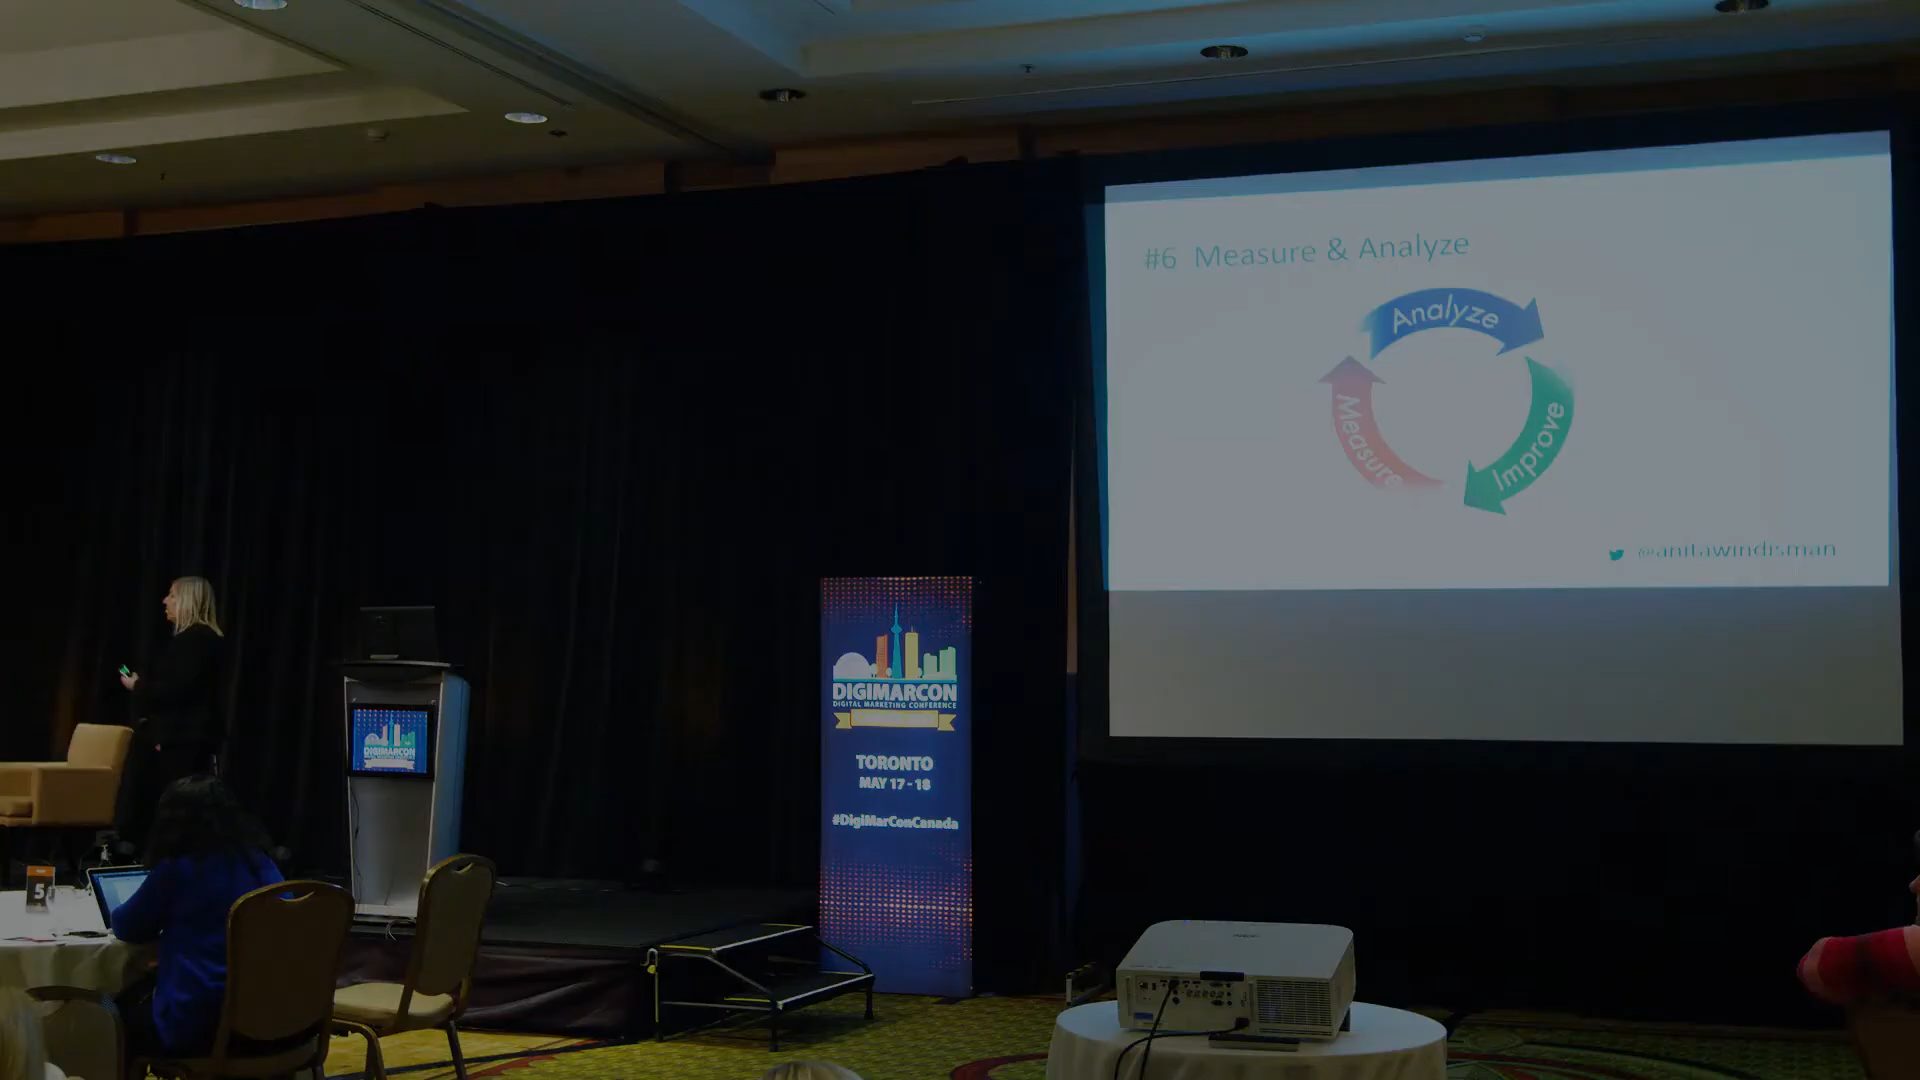 #6 Measure & Analyze
Analyze
Improve
Measure
@anitawindisman
DIGIMARCON
DIGITAL MARKETING CONFERENCE
TORONTO
MAY 17 - 18
#DigiMarConCanada
DIGIMARCON
5